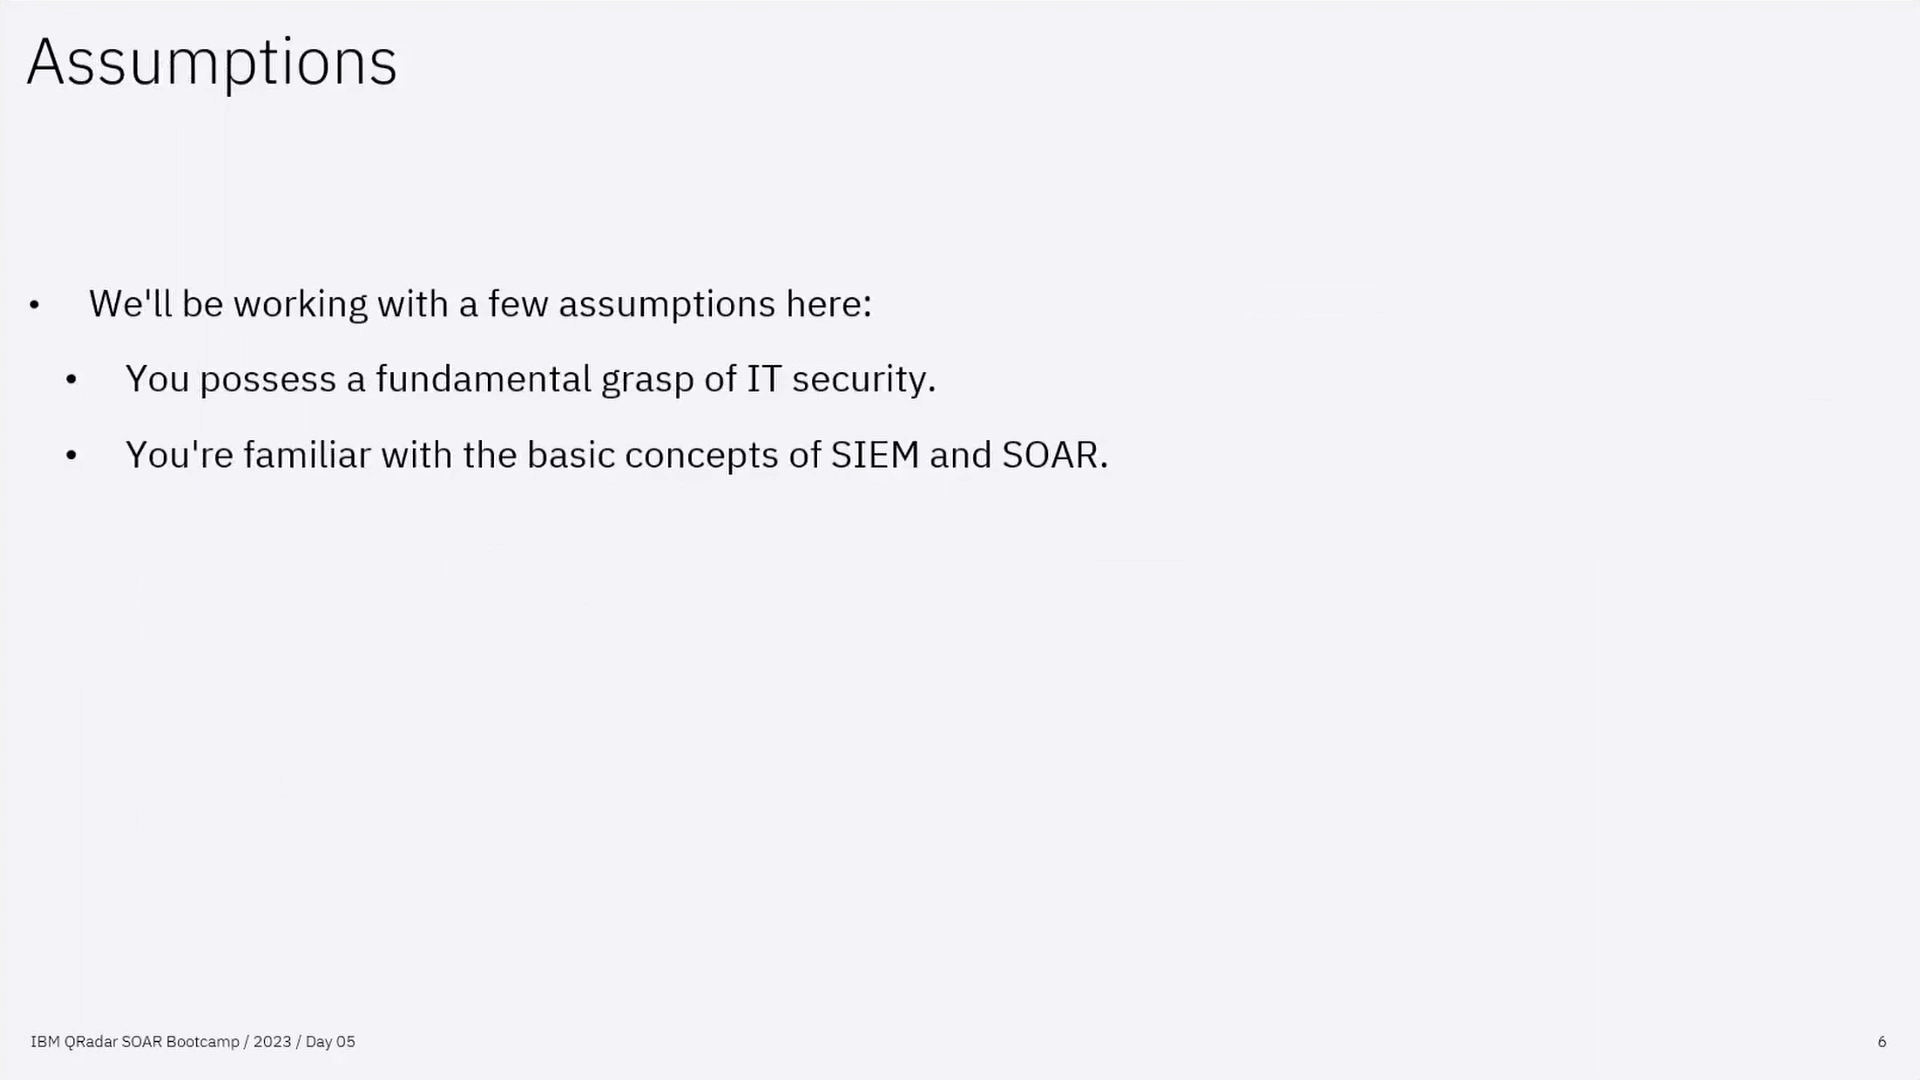 Assumptions
• We'll be working with a few assumptions here:
• You possess a fundamental grasp of IT security.
• You're familiar with the basic concepts of SIEM and SOAR.
IBM QRadar SOAR Bootcamp / 2023 / Day 05
6